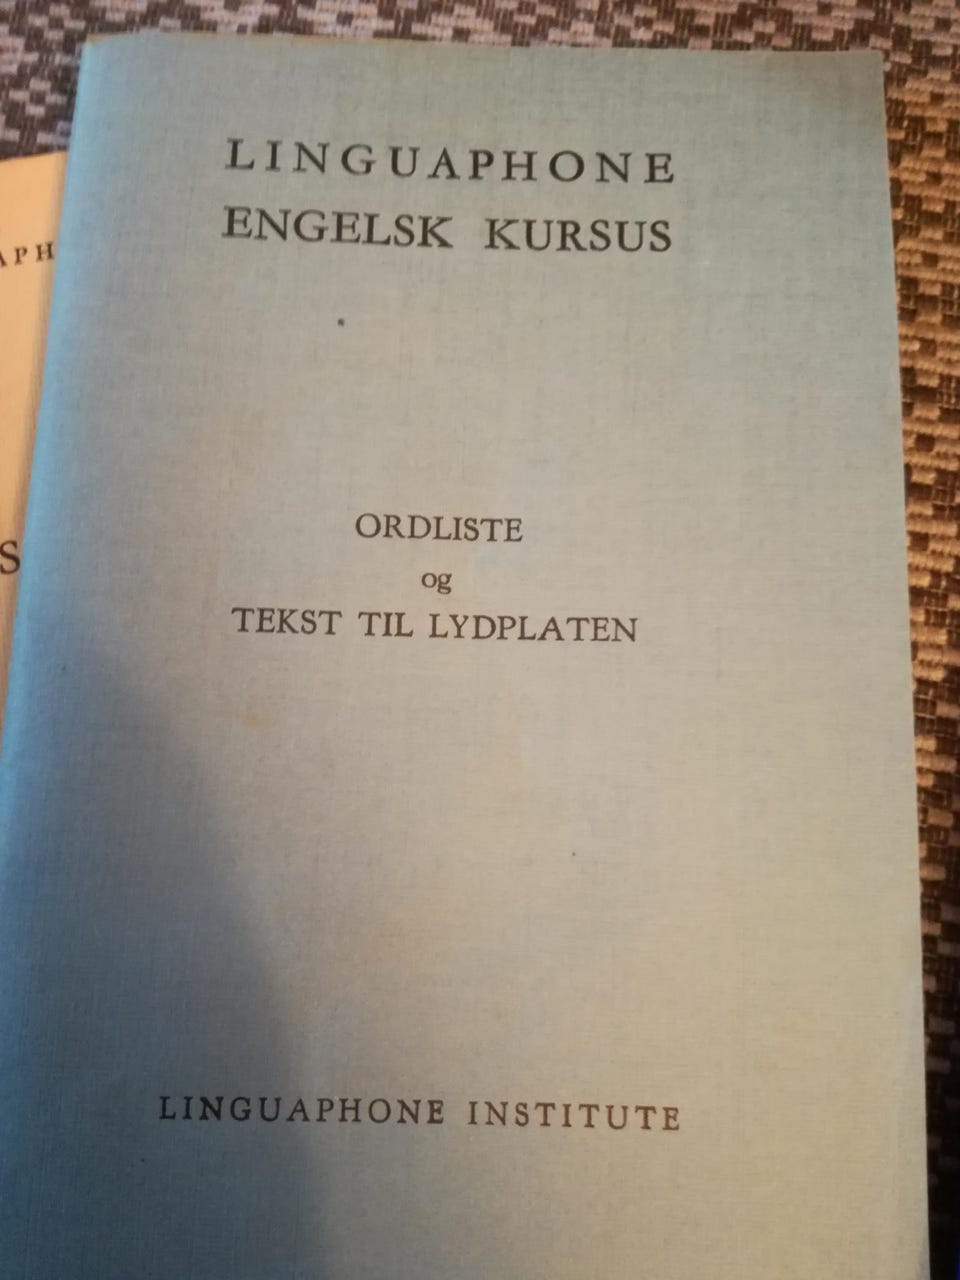 LINGUAPHONE
ENGELSK KURSUS
ORDLISTE
og
TEKST TIL LYDPLATEN
LINGUAPHONE INSTITUTE